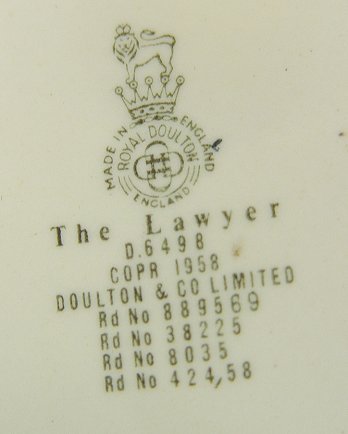 MADE IN ENGLAND
ROYAL DOULTON
ENGLAND
The Lawyer
D.6498
COPR 1958
DOULTON & CO LIMITED
Rd No 889569
Rd No 38225
Rd No 8035
Rd No 424/58